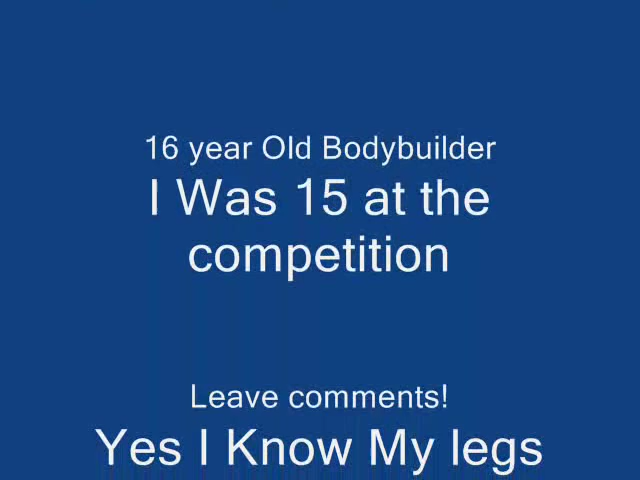 16 year Old Bodybuilder
I Was 15 at the
competition
Leave comments!
Yes I Know My legs